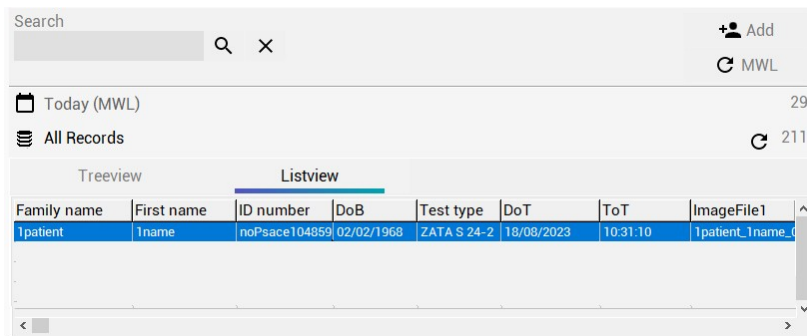 Search
Add
MWL
Today (MWL) 29
All Records 211
Treeview Listview
Family name First name ID number DoB Test type DoT ToT ImageFile1
1patient 1name noPsace104859 02/02/1968 ZATA S 24-2 18/08/2023 10:31:10 1patient_1name_